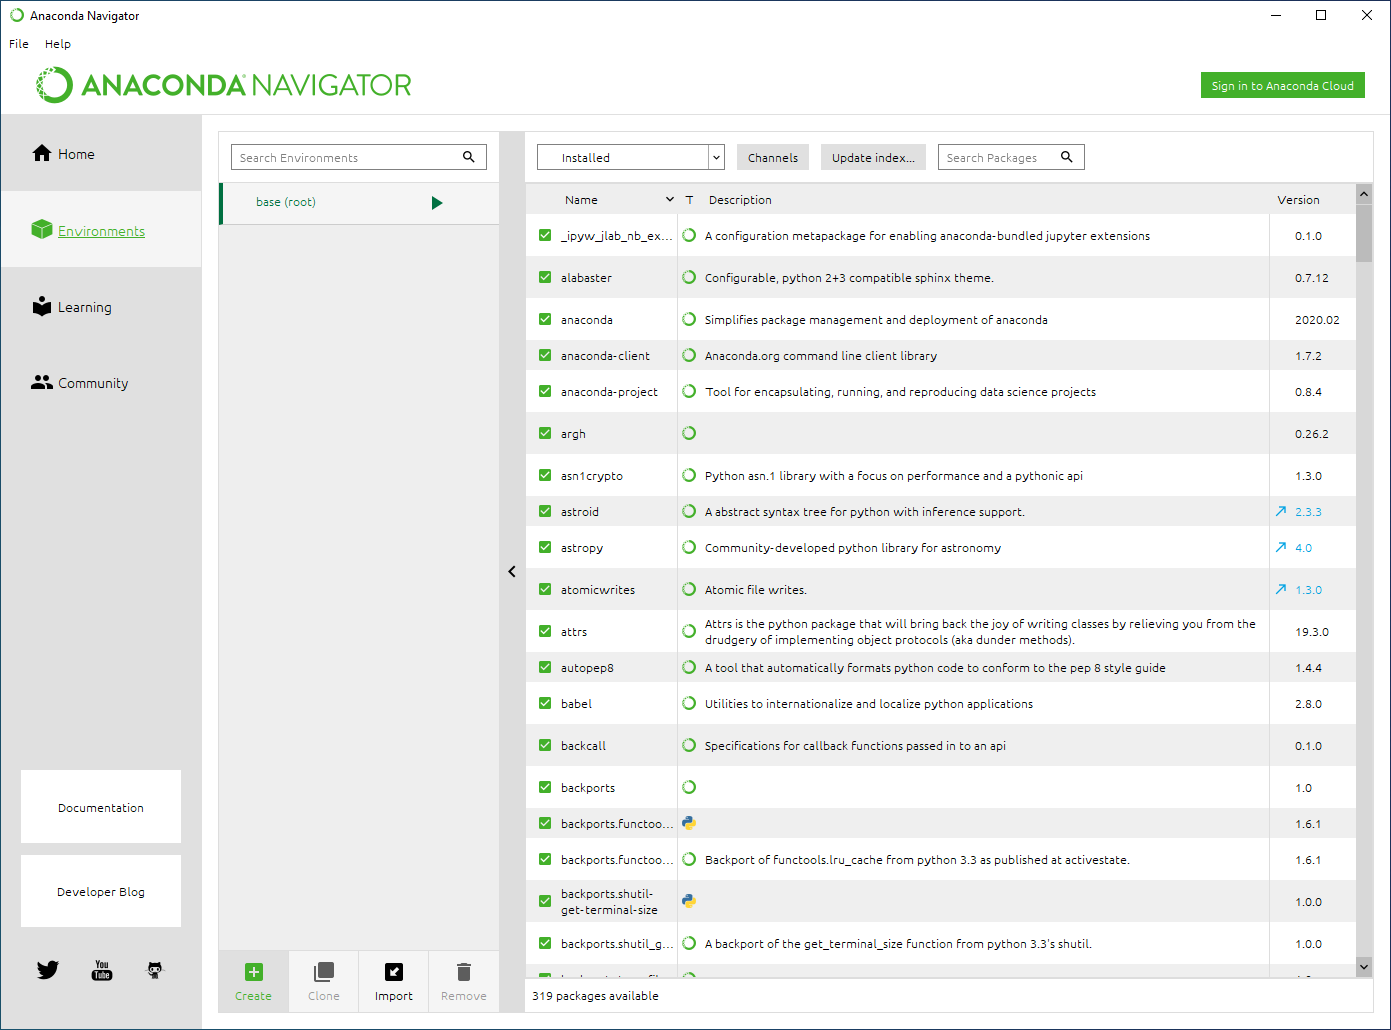 Anaconda Navigator
File Help
ANACONDA NAVIGATOR
Sign in to Anaconda Cloud
Home
Environments
Learning
Community
Documentation
Developer Blog
You
Tube
Search Environments
base (root)
Create Clone Import Remove
Installed Channels Update index... Search Packages
Name T Description Version
_ipyw_jlab_nb_ex... A configuration metapackage for enabling anaconda-bundled jupyter extensions 0.1.0
alabaster Configurable, python 2+3 compatible sphinx theme. 0.7.12
anaconda Simplifies package management and deployment of anaconda 2020.02
anaconda-client Anaconda.org command line client library 1.7.2
anaconda-project Tool for encapsulating, running, and reproducing data science projects 0.8.4
argh 0.26.2
asn1crypto Python asn.1 library with a focus on performance and a pythonic api 1.3.0
astroid A abstract syntax tree for python with inference support. 2.3.3
astropy Community-developed python library for astronomy 4.0
atomicwrites Atomic file writes. 1.3.0
attrs Attrs is the python package that will bring back the joy of writing classes by relieving you from the 19.3.0
drudgery of implementing object protocols (aka dunder methods).
autopep8 A tool that automatically formats python code to conform to the pep 8 style guide 1.4.4
babel Utilities to internationalize and localize python applications 2.8.0
backcall Specifications for callback functions passed in to an api 0.1.0
backports 1.0
backports.functoo... 1.6.1
backports.functoo... Backport of functools.lru_cache from python 3.3 as published at activestate. 1.6.1
backports.shutil-
get-terminal-size 1.0.0
backports.shutil_g... A backport of the get_terminal_size function from python 3.3's shutil. 1.0.0
319 packages available